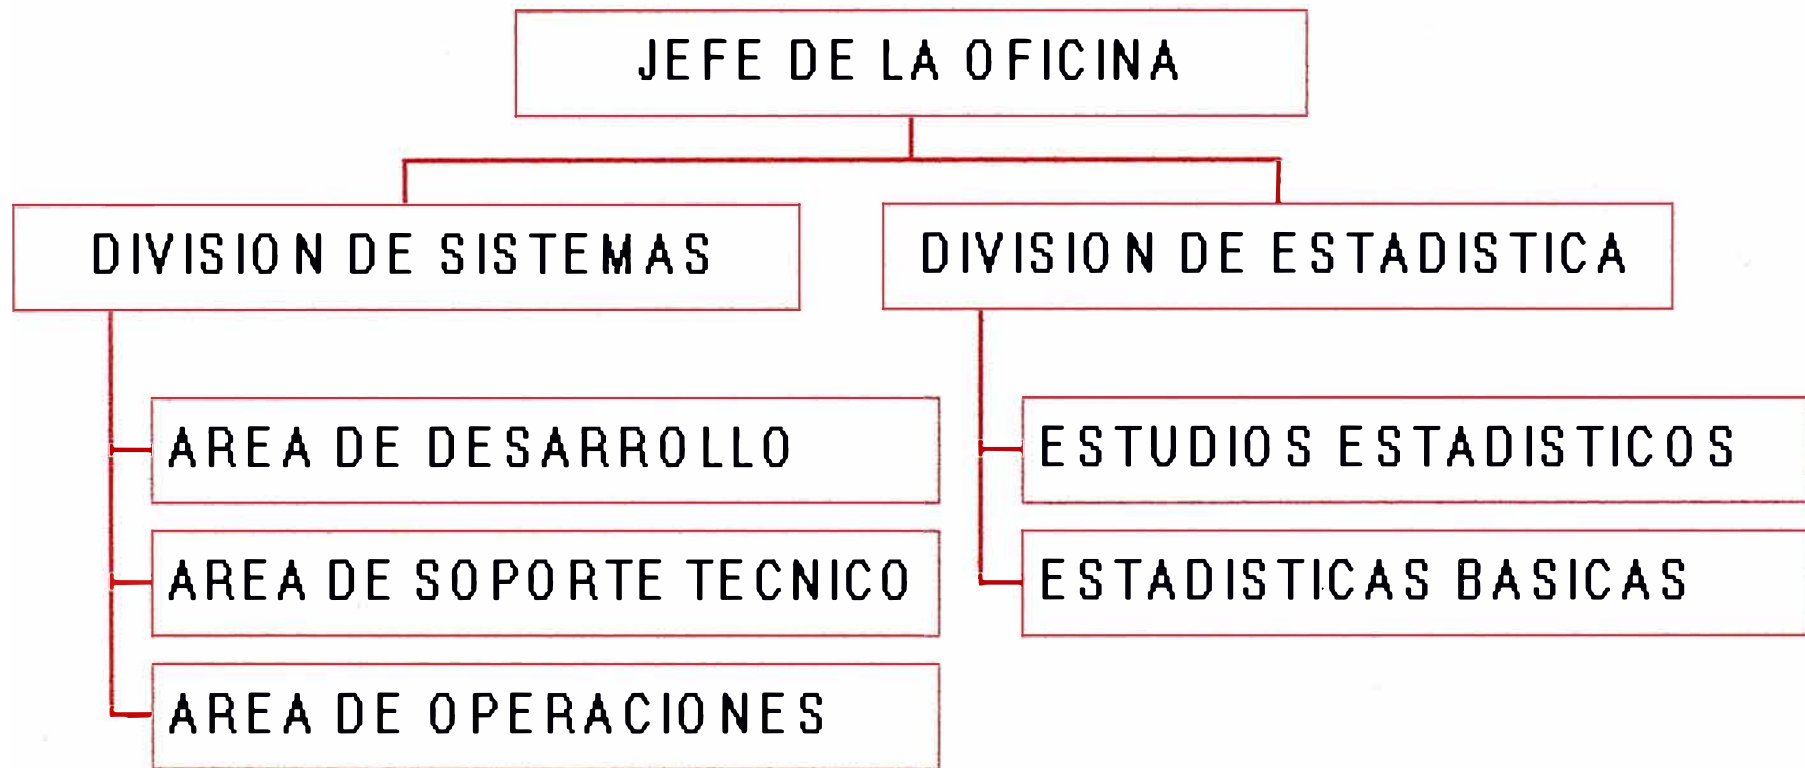 JEFE DE LA OFICINA
DIVISION DE SISTEMAS
DIVISION DE ESTADISTICA
AREA DE DESARROLLO
AREA DE SOPORTE TECNICO
AREA DE OPERACIONES
ESTUDIOS ESTADISTICOS
ESTADISTICAS BASICAS